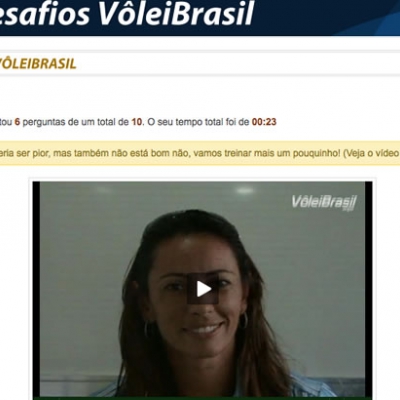 esafios VôleiBrasil
VÔLEIBRASIL
tou 6 perguntas de um total de 10. O seu tempo total foi de 00:23
eria ser pior, mas também não está bom não, vamos treinar mais um pouquinho! (Veja o vídeo
VôleiBrasil